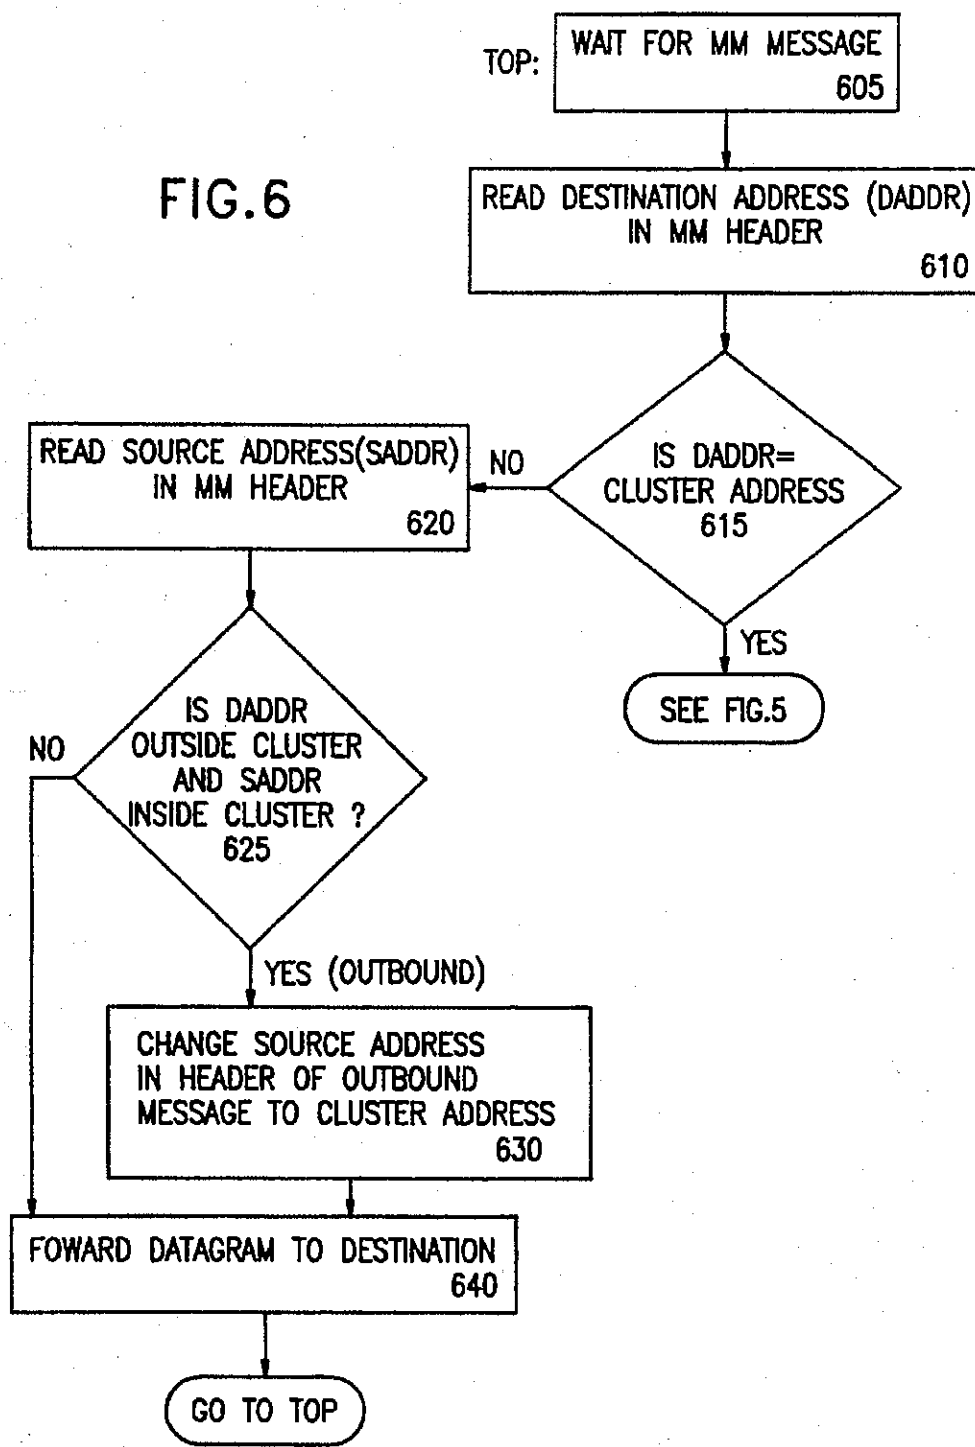 TOP:
WAIT FOR MM MESSAGE
605
FIG.6
READ DESTINATION ADDRESS (DADDR)
IN MM HEADER
610
IS DADDR=
CLUSTER ADDRESS
615
NO
YES
SEE FIG.5
READ SOURCE ADDRESS(SADDR)
IN MM HEADER
620
IS DADDR
OUTSIDE CLUSTER
AND SADDR
INSIDE CLUSTER ?
625
NO
YES (OUTBOUND)
CHANGE SOURCE ADDRESS
IN HEADER OF OUTBOUND
MESSAGE TO CLUSTER ADDRESS
630
FOWARD DATAGRAM TO DESTINATION
640
GO TO TOP